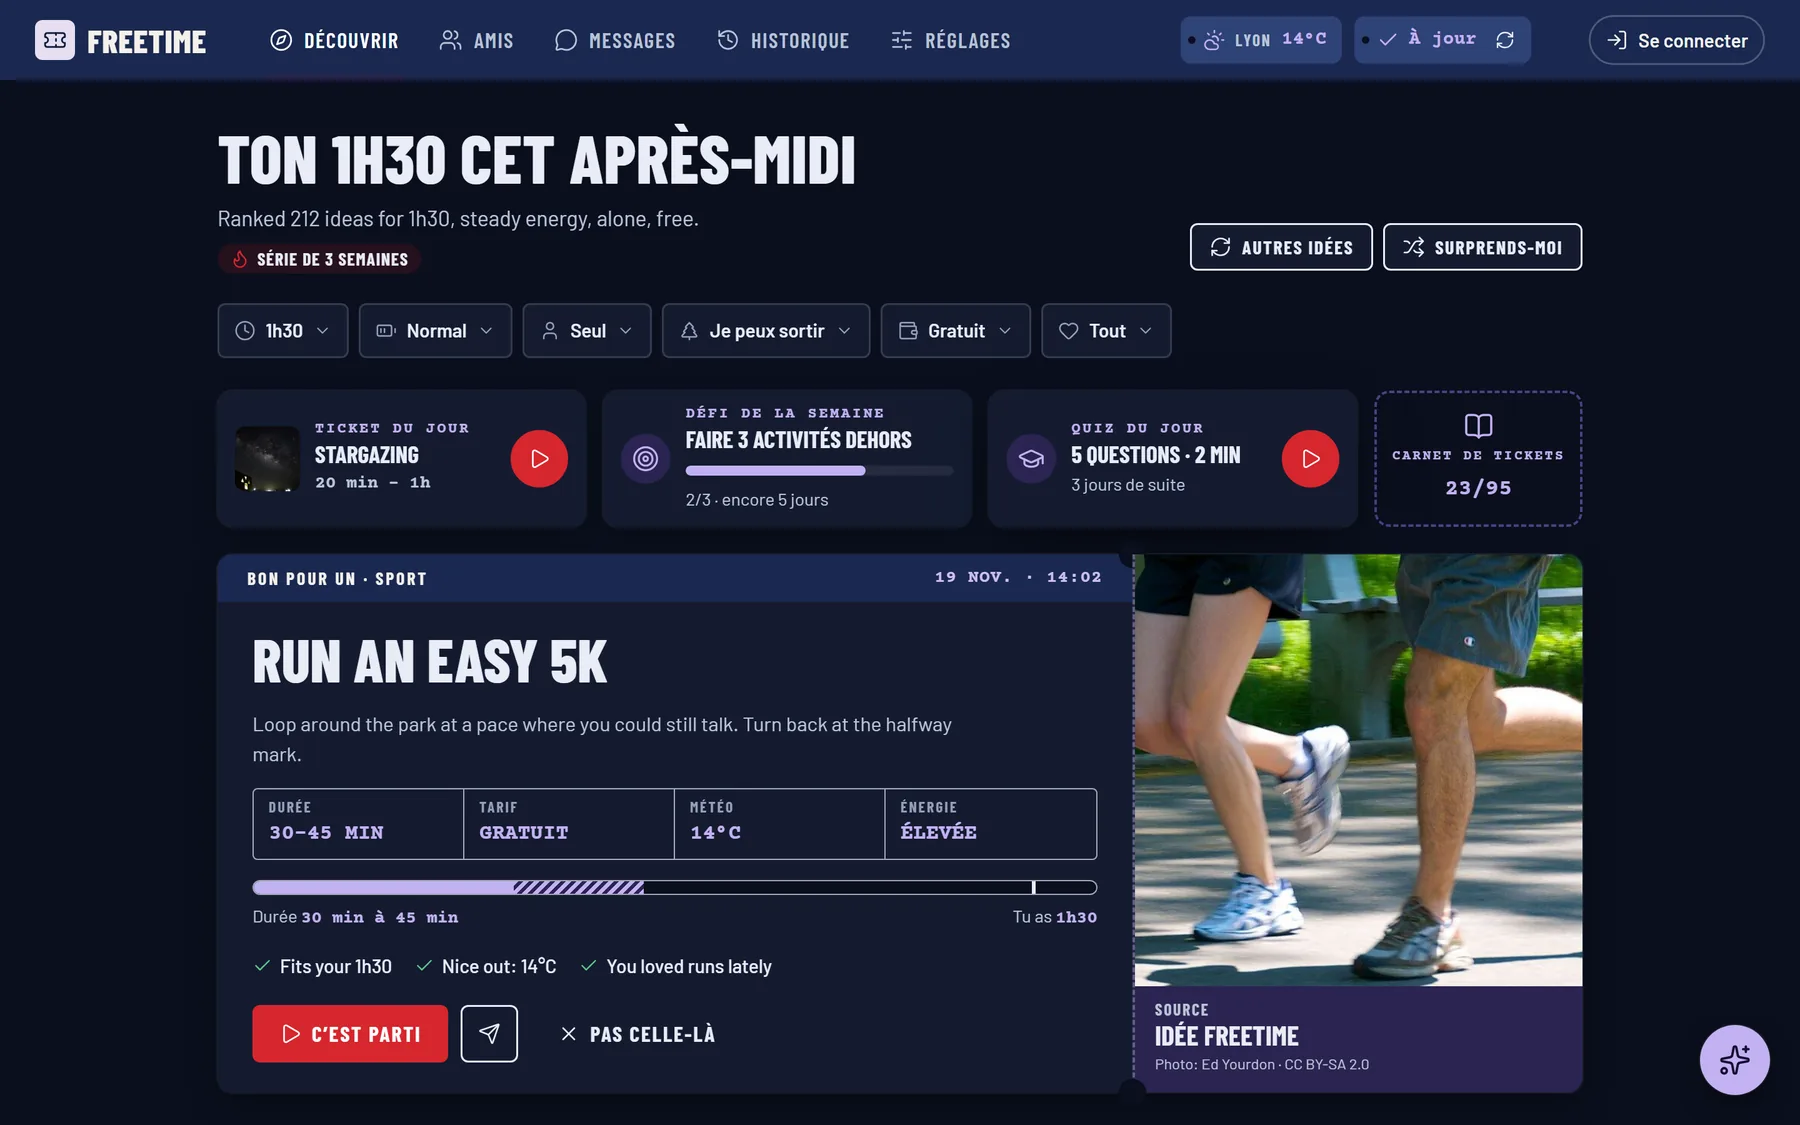 FREETIME
DÉCOUVRIR
AMIS
MESSAGES
HISTORIQUE
RÉGLAGES
LYON 14°C
À jour
Se connecter
TON 1H30 CET APRÈS-MIDI
Ranked 212 ideas for 1h30, steady energy, alone, free.
SÉRIE DE 3 SEMAINES
AUTRES IDÉES
SURPRENDS-MOI
1h30
Normal
Seul
Je peux sortir
Gratuit
Tout
TICKET DU JOUR
STARGAZING
20 min – 1h
DÉFI DE LA SEMAINE
FAIRE 3 ACTIVITÉS DEHORS
2/3 · encore 5 jours
QUIZ DU JOUR
5 QUESTIONS · 2 MIN
3 jours de suite
CARNET DE TICKETS
23/95
BON POUR UN · SPORT
19 NOV. · 14:02
RUN AN EASY 5K
Loop around the park at a pace where you could still talk. Turn back at the halfway
mark.
DURÉE
30–45 MIN
TARIF
GRATUIT
MÉTÉO
14°C
ÉNERGIE
ÉLEVÉE
Durée 30 min à 45 min
Tu as 1h30
Fits your 1h30
Nice out: 14°C
You loved runs lately
C'EST PARTI
PAS CELLE-LÀ
SOURCE
IDÉE FREETIME
Photo: Ed Yourdon · CC BY-SA 2.0